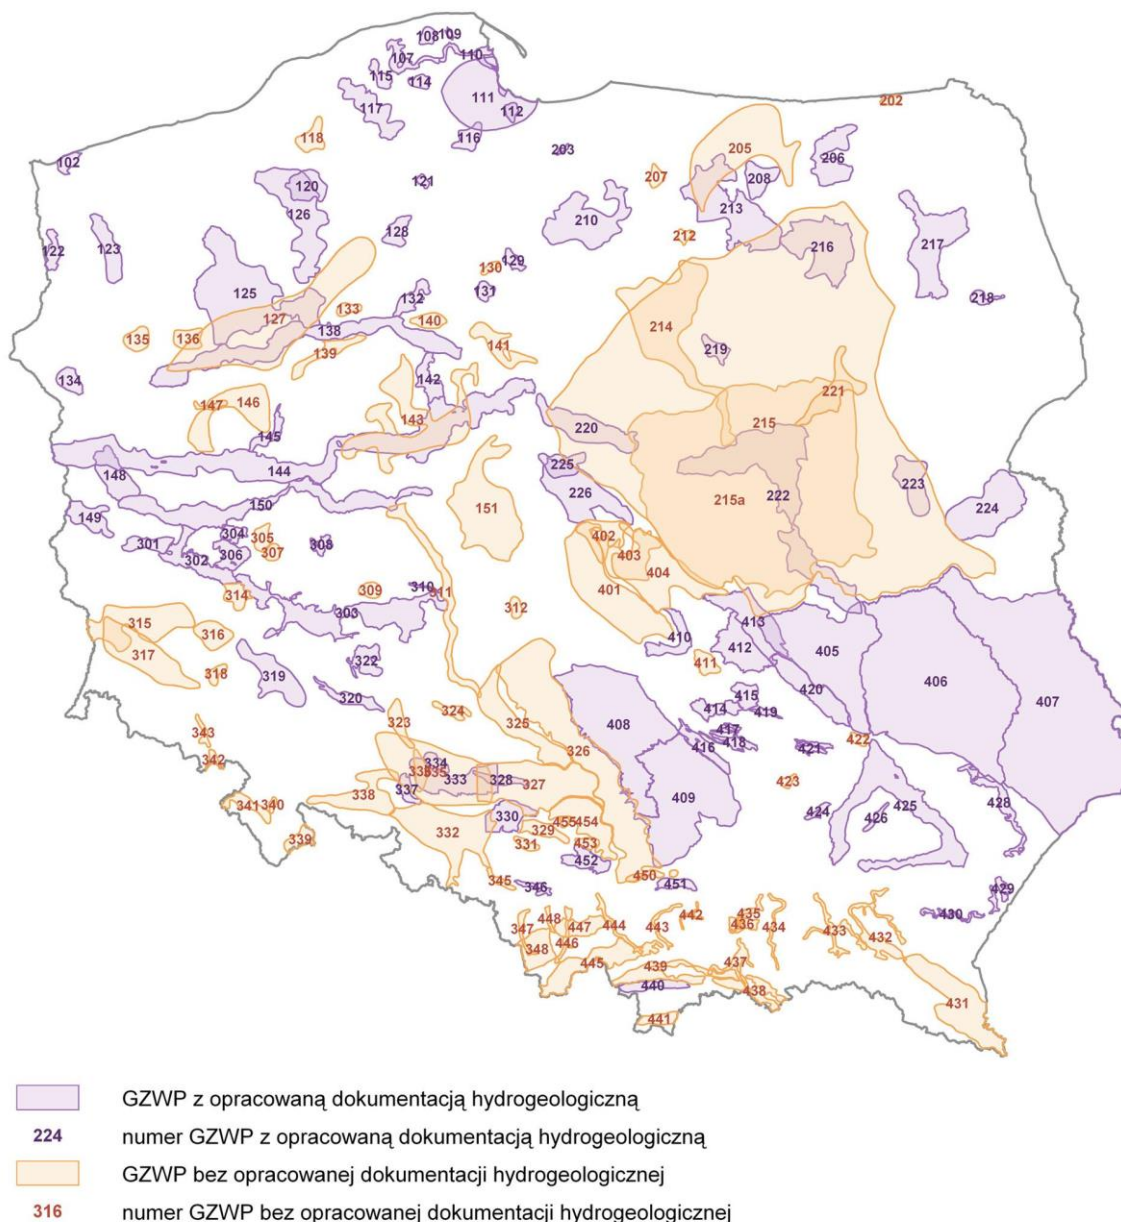 108 109
107 110
115 114
111
117 112
202
118 116
205
102 203 206
207
120 121 208
126
210 213
128 212
122 123 216 217
129
130
125 131 218
132
127 133 214
138 140
135 136 219
139 141
134 142 221
147 146 143
215
145 220
144 225 223
148 226 215a 222 224
150 151
149
304 305 402
301 306 307 308 403
302 404
401
314 309 310 311
303 312
315 413
316 410 412 405
317 411 406
322
318 319 420 407
320 408 415
324 414 419
323 325 417
343 416 418 421 422
326
342 334
336 335 333 328 327 423
337 409
338 425 428
341 340 330 455 454 424 426
332 329
339 331 453
452
345 346 450 451 429
430
347 448 447 444 442 435
443 436 434 433 432
348 446
445 439 437
440 438
431
441
GZWP z opracowaną dokumentacją hydrogeologiczną
224 numer GZWP z opracowaną dokumentacją hydrogeologiczną
GZWP bez opracowanej dokumentacji hydrogeologicznej
316 numer GZWP bez opracowanej dokumentacji hydrogeologicznej